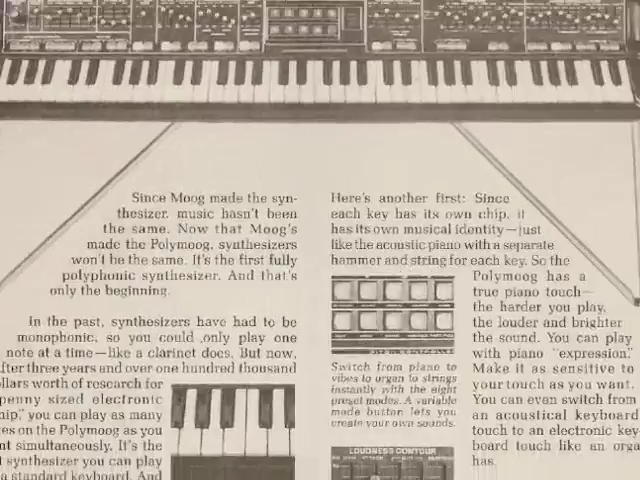 Since Moog made the syn-
thesizer, music hasn't been
the same. Now that Moog's
made the Polymoog, synthesizers
won't be the same. It's the first fully
polyphonic synthesizer. And that's
only the beginning.
In the past, synthesizers have had to be
monophonic, so you could only play one
note at a time—like a clarinet does. But now,
fter three years and over one hundred thousand
llars worth of research for
penny sized electronic
hip," you can play as many
es on the Polymoog as you
nt simultaneously. It's the
t synthesizer you can play
a standard keyboard. And
Here's another first: Since
each key has its own chip, it
has its own musical identity—just
like the acoustic piano with a separate
hammer and string for each key. So the
Polymoog has a
true piano touch—
the harder you play,
the louder and brighter
the sound. You can play
with piano "expression."
Make it as sensitive to
your touch as you want.
You can even switch from
an acoustical keyboard
touch to an electronic key-
board touch like an orga
has.
Switch from piano to
vibes to organ to strings
instantly with the eight
preset modes. A variable
mode button lets you
create your own sounds.
LOUDNESS CONTOUR